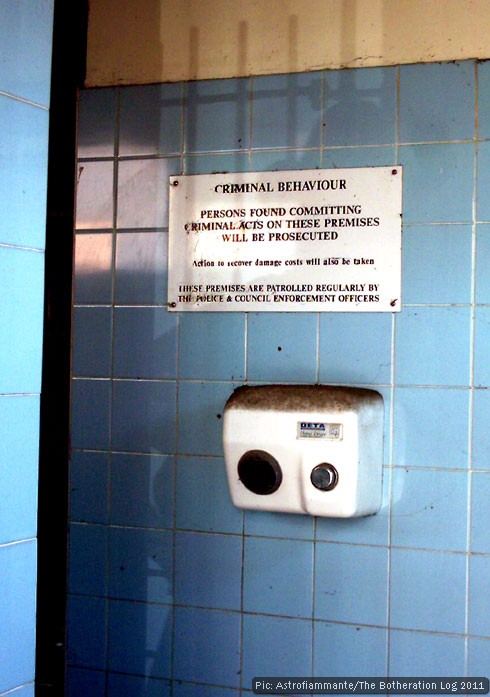 CRIMINAL BEHAVIOUR
PERSONS FOUND COMMITTING
CRIMINAL ACTS ON THESE PREMISES
WILL BE PROSECUTED
Action to recover damage costs will also be taken
THESE PREMISES ARE PATROLLED REGULARLY BY
THE POLICE & COUNCIL ENFORCEMENT OFFICERS
DETA
Pic: Astrofiammante/The Botheration Log 2011